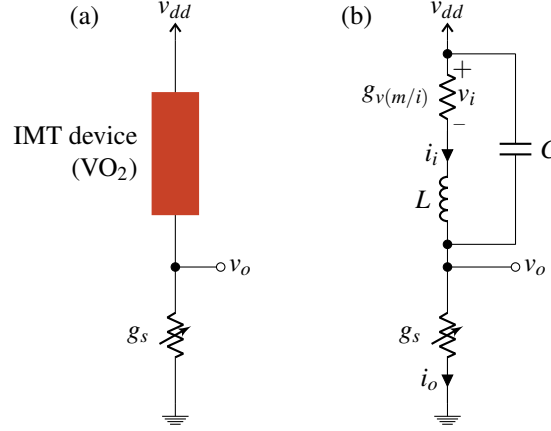 (a)
v_dd
IMT device
(VO₂)
v_o
g_s
(b)
v_dd
+
g_v(m/i)
v_i
−
i_i
L
v_o
g_s
i_o